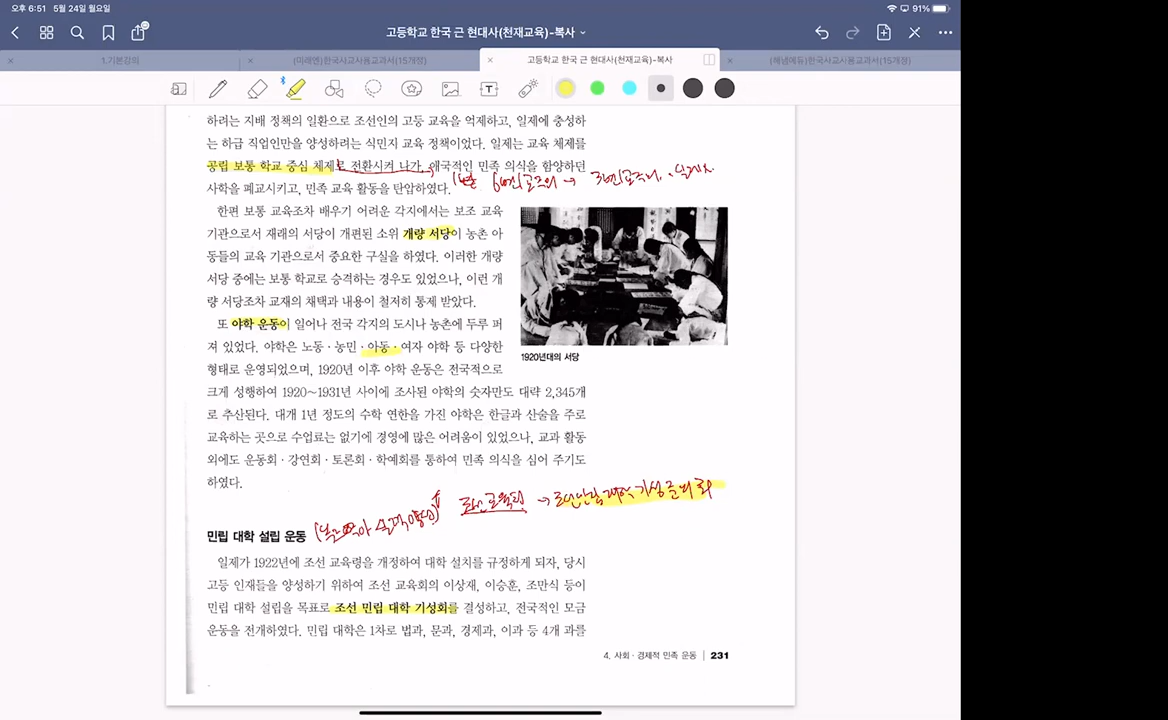 오후 6:51 5월 24일 월요일
91%
고등학교 한국 근 현대사(천재교육)-복사
1.기본강의
(미래엔)한국사교사용교과서(15개정)
고등학교 한국 근 현대사(천재교육)-복사
(해냄에듀)한국사교사용교과서(15개정)
하려는 지배 정책의 일환으로 조선인의 고등 교육을 억제하고, 일제에 충성하
는 하급 직업인만을 양성하려는 식민지 교육 정책이었다. 일제는 교육 체제를
공립 보통 학교 중심 체제로 전환시켜 나가, 애국적인 민족 의식을 함양하던
사학을 폐교시키고, 민족 교육 활동을 탄압하였다.
한편 보통 교육조차 배우기 어려운 각지에서는 보조 교육
기관으로서 재래의 서당이 개편된 소위 개량 서당이 농촌 아
동들의 교육 기관으로서 중요한 구실을 하였다. 이러한 개량
서당 중에는 보통 학교로 승격하는 경우도 있었으나, 이런 개
량 서당조차 교재의 채택과 내용이 철저히 통제 받았다.
또 야학 운동이 일어나 전국 각지의 도시나 농촌에 두루 퍼
져 있었다. 야학은 노동·농민·아동·여자 야학 등 다양한
형태로 운영되었으며, 1920년 이후 야학 운동은 전국적으로
1920년대의 서당
크게 성행하여 1920~1931년 사이에 조사된 야학의 숫자만도 대략 2,345개
로 추산된다. 대개 1년 정도의 수학 연한을 가진 야학은 한글과 산술을 주로
교육하는 곳으로 수업료는 없기에 경영에 많은 어려움이 있었으나, 교과 활동
외에도 운동회·강연회·토론회·학예회를 통하여 민족 의식을 심어 주기도
하였다.
조선교육회 → 조선민립대학기성준비회
민립 대학 설립 운동
일제가 1922년에 조선 교육령을 개정하여 대학 설치를 규정하게 되자, 당시
고등 인재들을 양성하기 위하여 조선 교육회의 이상재, 이승훈, 조만식 등이
민립 대학 설립을 목표로 조선 민립 대학 기성회를 결성하고, 전국적인 모금
운동을 전개하였다. 민립 대학은 1차로 법과, 문과, 경제과, 이과 등 4개 과를
4. 사회·경제적 민족 운동 | 231